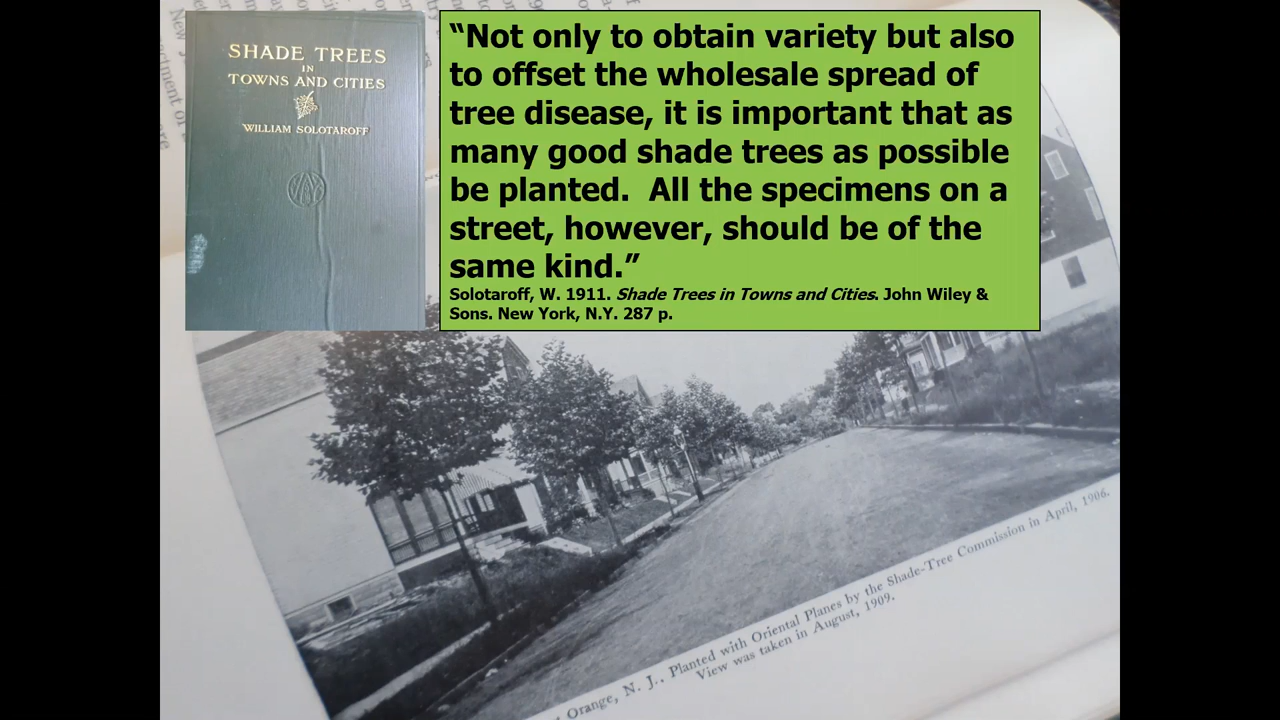 SHADE TREES
IN
TOWNS AND CITIES
WILLIAM SOLOTAROFF
“Not only to obtain variety but also
to offset the wholesale spread of
tree disease, it is important that as
many good shade trees as possible
be planted.  All the specimens on a
street, however, should be of the
same kind.”
Solotaroff, W. 1911. Shade Trees in Towns and Cities. John Wiley &
Sons. New York, N.Y. 287 p.
Orange, N. J., Planted with Oriental Planes by the Shade-Tree Commission in April, 1906.
View was taken in August, 1909.